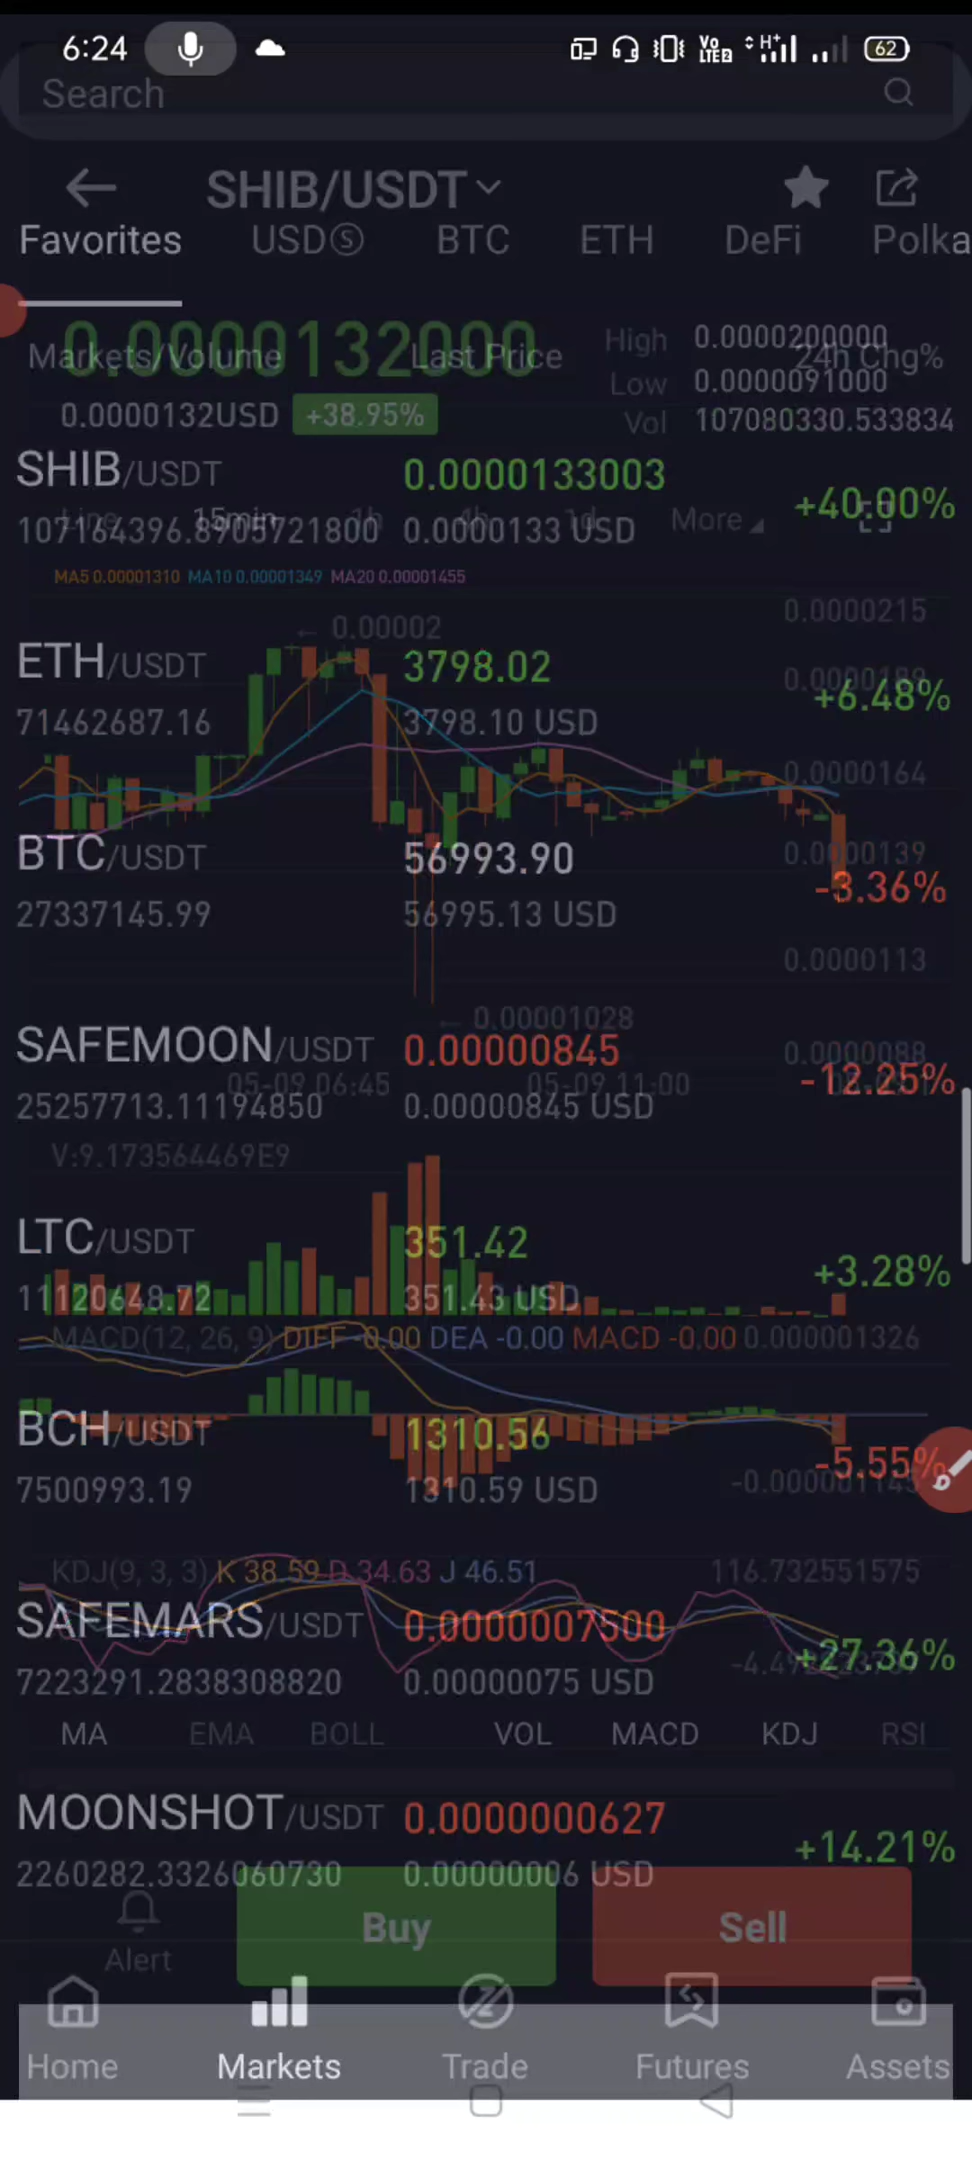 6:24 Vo LTE2 H+ 62
Search
SHIB/USDT
Favorites USDⓈ BTC ETH DeFi Polka
0.0000132000 High 0.0000200000
Markets/Volume Last Price 24h Chg%
Low 0.0000091000
0.0000132USD +38.95% Vol 107080330.533834
SHIB/USDT 0.0000133003 +40.00%
Line 15min 1h 4h 1d More
107164396.8905721800 0.0000133 USD
MA5 0.00001310 MA10 0.00001349 MA20 0.00001455
0.0000215
← 0.00002
ETH/USDT 3798.02 +6.48%
0.0000189
71462687.16 3798.10 USD
0.0000164
BTC/USDT 56993.90 -3.36%
0.0000139
27337145.99 56995.13 USD
0.0000113
← 0.00001028
SAFEMOON/USDT 0.00000845 -12.25%
0.0000088
05-09 06:45 05-09 11:00
25257713.11194850 0.00000845 USD
V:9.173564469E9
LTC/USDT 351.42 +3.28%
11120648.72 351.43 USD
MACD(12, 26, 9) DIFF -0.00 DEA -0.00 MACD -0.00 0.000001326
BCH/USDT 1310.56 -5.55%
7500993.19 1310.59 USD
KDJ(9, 3, 3) K 38.59 D 34.63 J 46.51 116.732551575
SAFEMARS/USDT 0.0000007500 +27.36%
7223291.2838308820 0.00000075 USD
MA EMA BOLL VOL MACD KDJ RSI
MOONSHOT/USDT 0.0000000627 +14.21%
2260282.3326060730 0.00000006 USD
Alert Buy Sell
Home Markets Trade Futures Assets